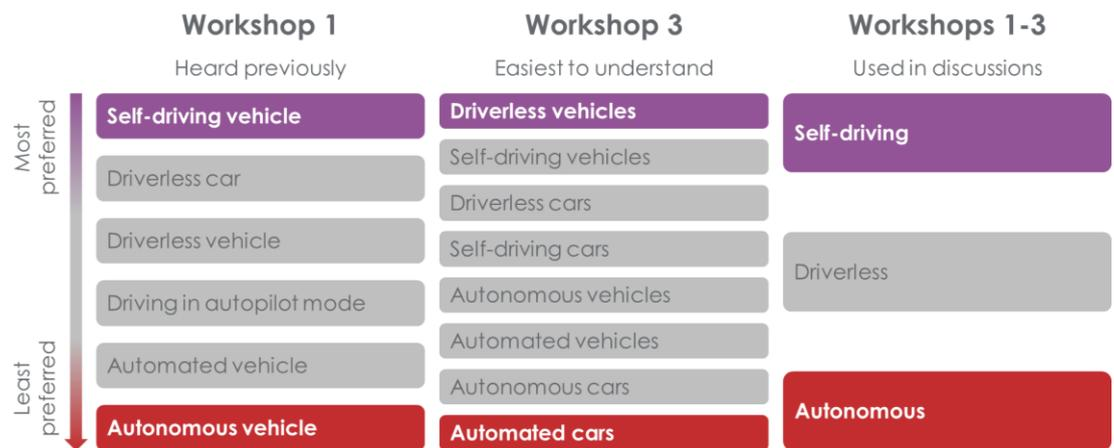 Workshop 1
Heard previously
Self-driving vehicle
Driverless car
Driverless vehicle
Driving in autopilot mode
Automated vehicle
Autonomous vehicle
Workshop 3
Easiest to understand
Driverless vehicles
Self-driving vehicles
Driverless cars
Self-driving cars
Autonomous vehicles
Automated vehicles
Autonomous cars
Automated cars
Workshops 1-3
Used in discussions
Self-driving
Driverless
Autonomous
Most
preferred
Least
preferred